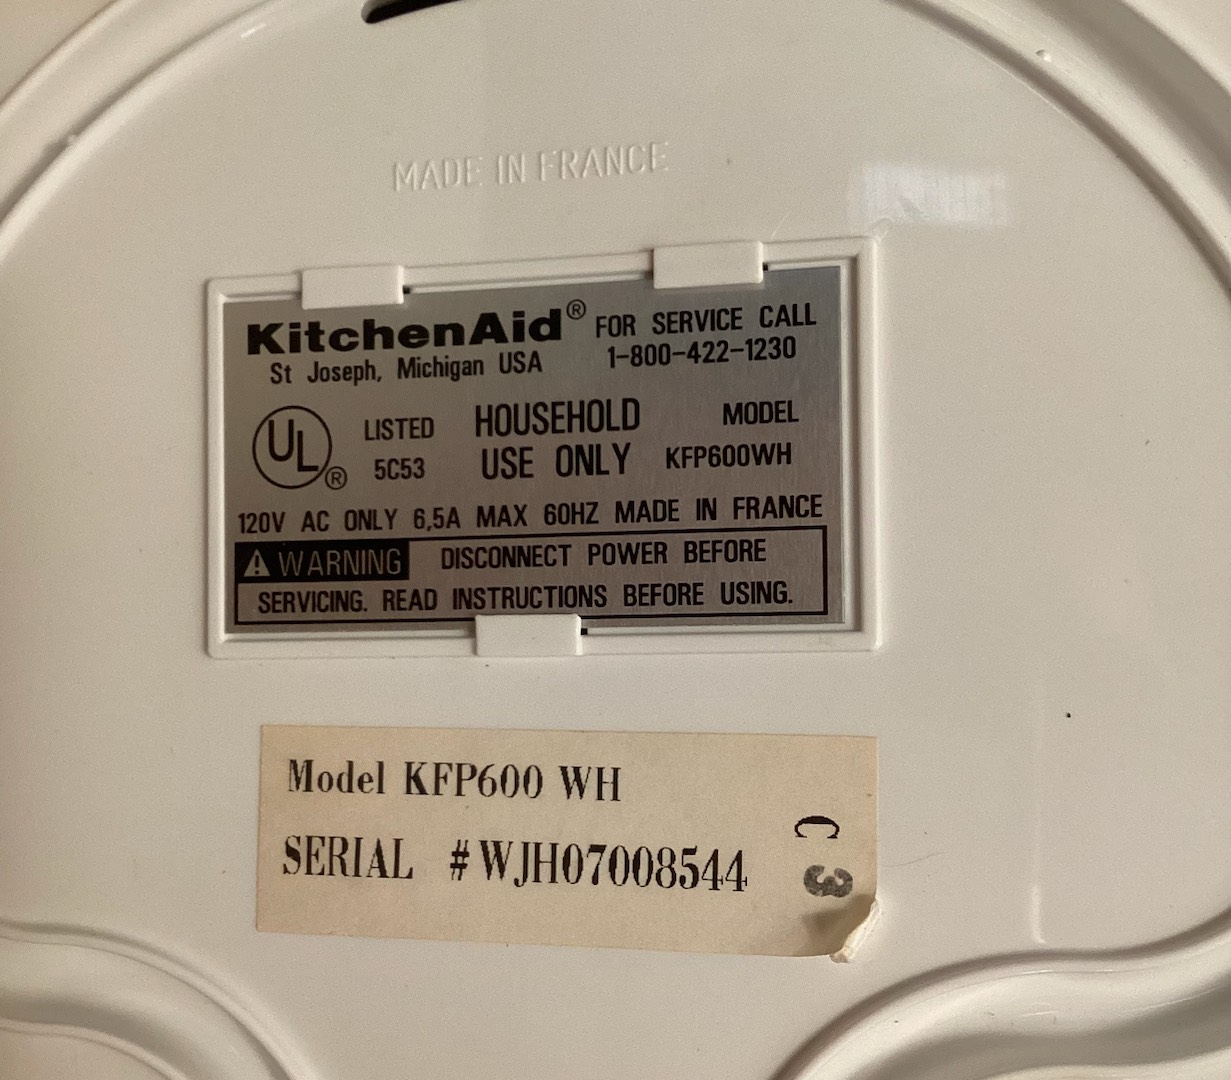 MADE IN FRANCE
KitchenAid® FOR SERVICE CALL
St Joseph, Michigan USA 1-800-422-1230
UL® LISTED HOUSEHOLD MODEL
5C53 USE ONLY KFP600WH
120V AC ONLY 6,5A MAX 60HZ MADE IN FRANCE
WARNING DISCONNECT POWER BEFORE
SERVICING. READ INSTRUCTIONS BEFORE USING.
Model KFP600 WH
SERIAL #WJH07008544
C3